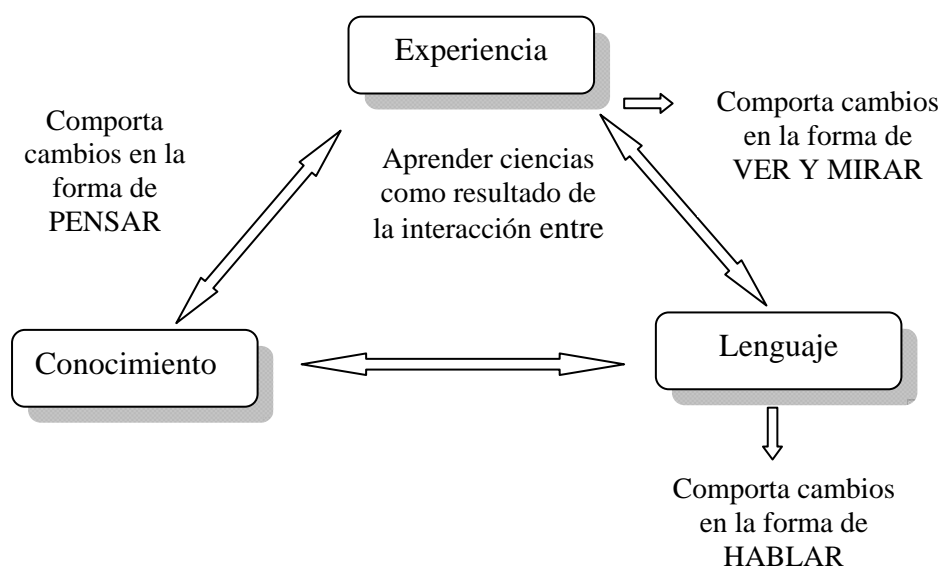 Experiencia
Comporta
cambios en la
forma de
PENSAR
Comporta cambios
en la forma de
VER Y MIRAR
Aprender ciencias
como resultado de
la interacción entre
Conocimiento
Lenguaje
Comporta cambios
en la forma de
HABLAR